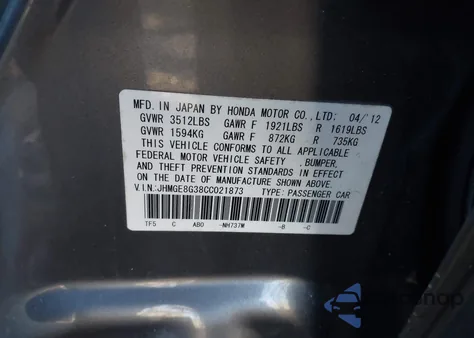 MFD. IN JAPAN BY HONDA MOTOR CO., LTD: 04/'12
GVWR 3512LBS GAWR F 1921LBS R 1619LBS
GVWR 1594KG GAWR F 872KG R 735KG
THIS VEHICLE CONFORMS TO ALL APPLICABLE
FEDERAL MOTOR VEHICLE SAFETY , BUMPER,
AND THEFT PREVENTION STANDARDS IN EFFECT
ON THE DATE OF MANUFACTURE SHOWN ABOVE.
V.I.N:JHMGE8G38CC021873 TYPE: PASSENGER CAR
TF5 C AB0 -NH737M -B -C